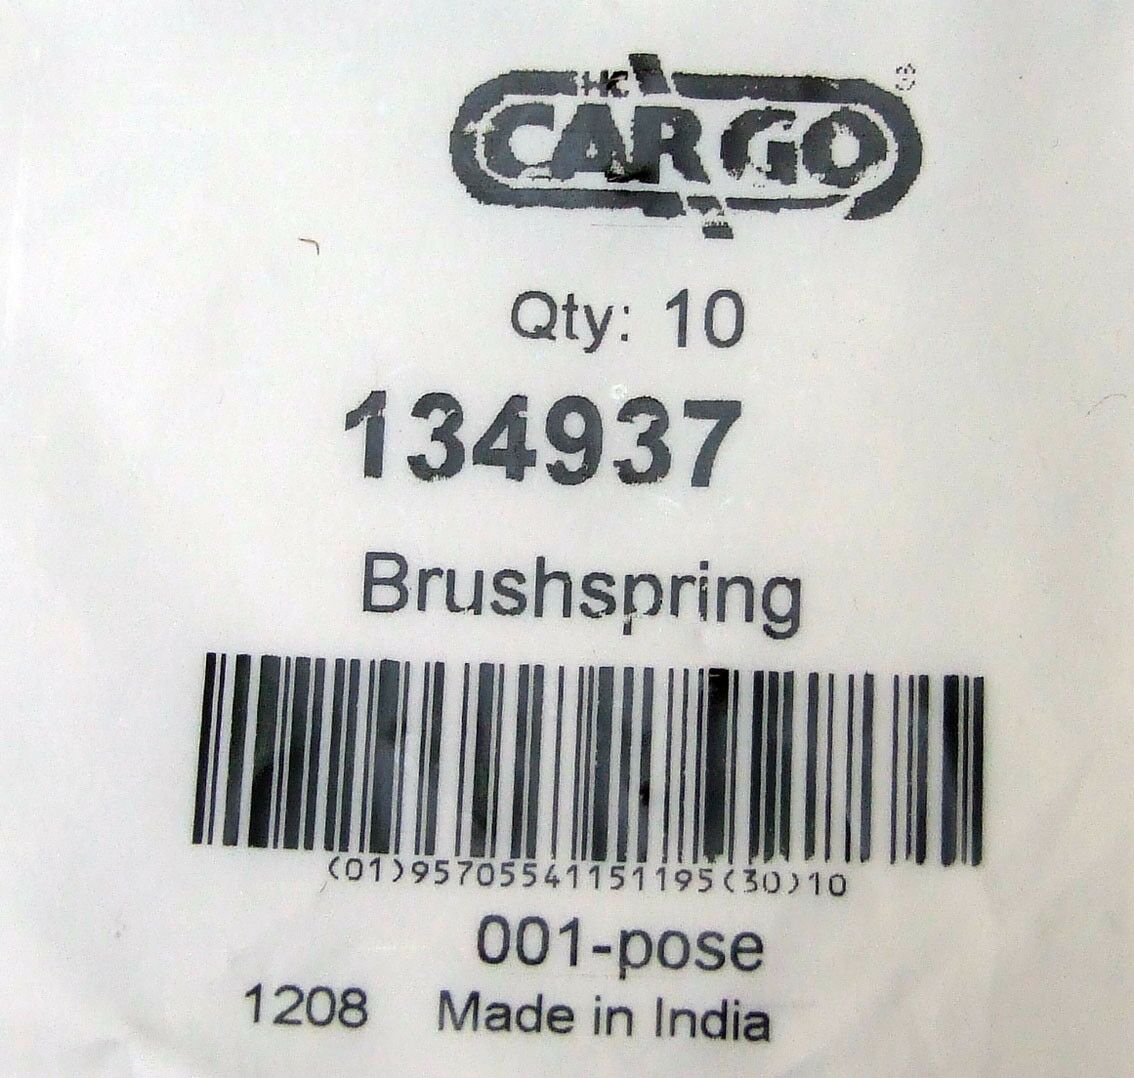 HC
CARGO®
Qty: 10
134937
Brushspring
(01)95705541151195(30)10
001-pose
1208 Made in India